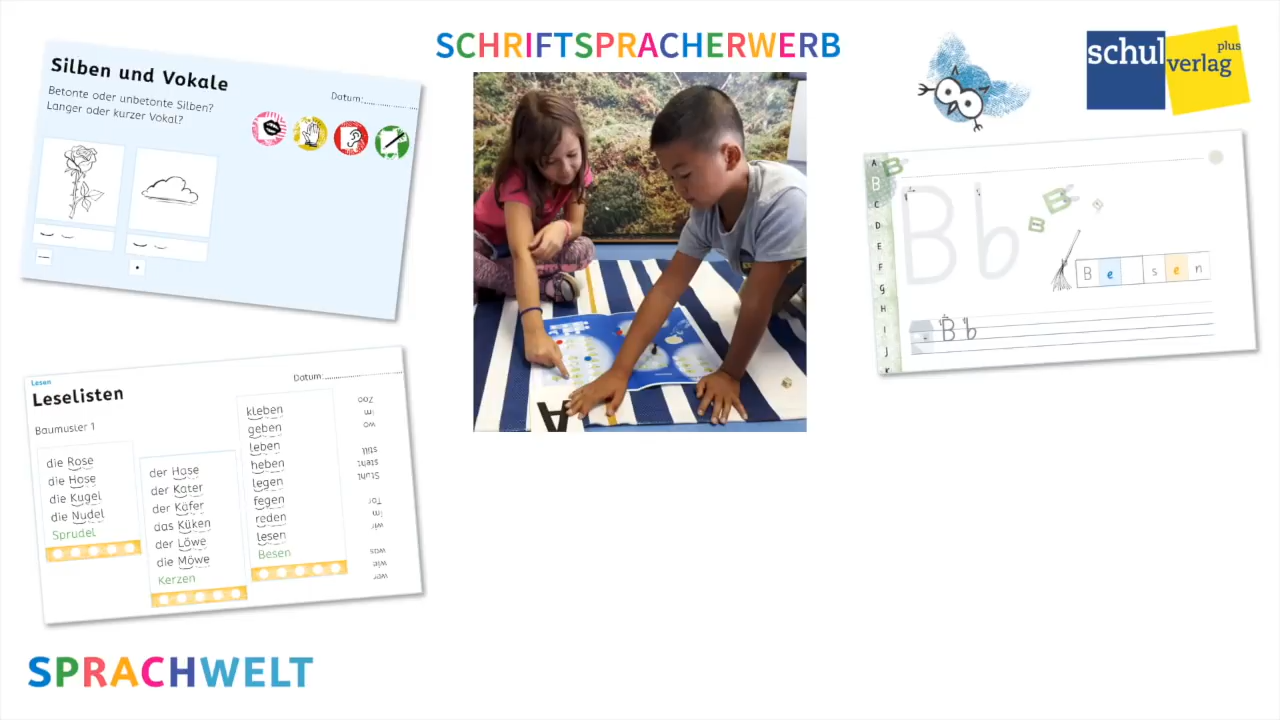 SCHRIFTSPRACHERWERB
schul
verlag
plus
Silben und Vokale
Datum:
Betonte oder unbetonte Silben?
Langer oder kurzer Vokal?
A
B
C
D
E
F
G
H
I
J
K
B b
B
B
B
B e s e n
B b
A
Lesen
Leselisten
Datum:
Baumuster 1
die Rose
die Hose
die Kugel
die Nudel
Sprudel
der Hase
der Kater
der Käfer
das Küken
der Löwe
die Möwe
Kerzen
kleben
geben
leben
heben
legen
fegen
reden
lesen
Besen
Zoo
im
wo
still
steht
Stuhl
Tor
im
wir
was
wie
wer
SPRACHWELT